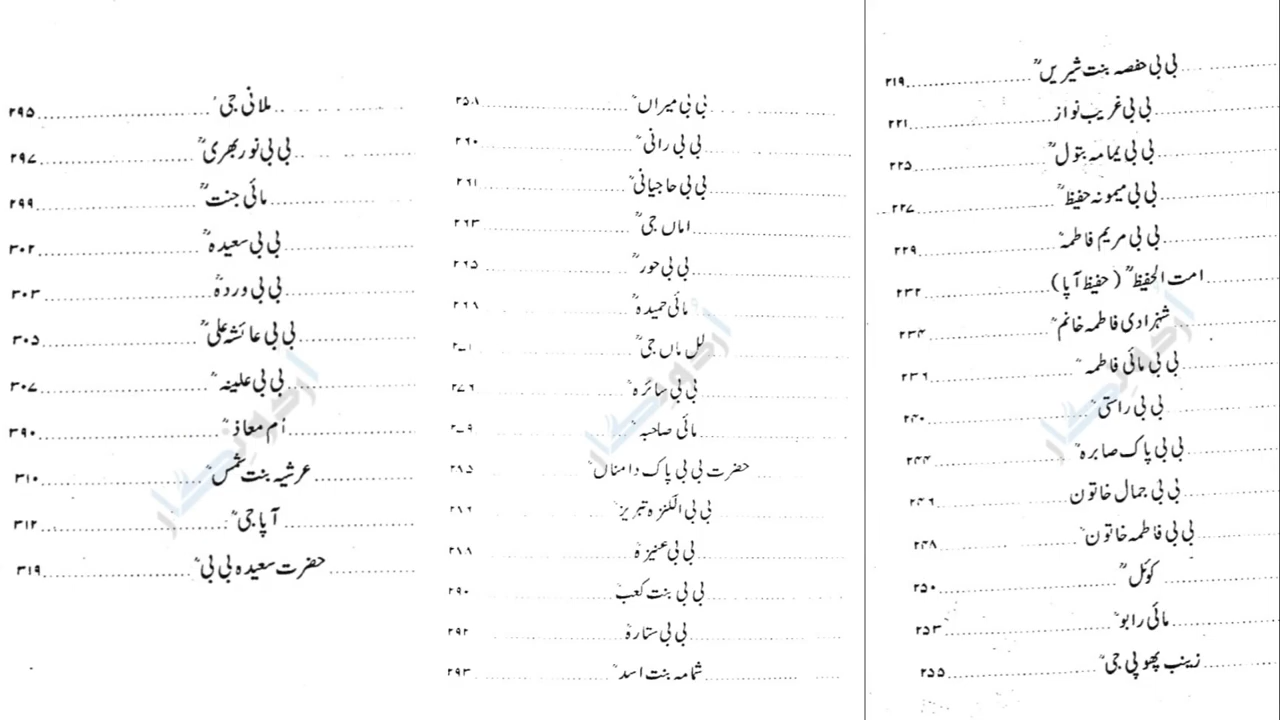 بی بی حفصہ بنت شیریںؒ ........ ۲۱۹
بی بی غریب نواز ........ ۲۲۱
بی بی یمامہ بتولؒ ........ ۲۲۵
بی بی میمونہ حفیظؒ ........ ۲۲۷
بی بی مریم فاطمہؒ ........ ۲۲۹
امت الحفیظؒ (حفیظ آپا) ........ ۲۳۲
شہزادی فاطمہ خانمؒ ........ ۲۳۴
بی بی مائی فاطمہؒ ........ ۲۳۶
بی بی راستیؒ ........ ۲۴۰
بی بی پاک صابرہؒ ........ ۲۴۴
بی بی جمال خاتون ........ ۲۴۶
بی بی فاطمہ خاتونؒ ........ ۲۴۸
کوئلؒ ........ ۲۵۰
مائی رابوؒ ........ ۲۵۳
زینب پھوپی جیؒ ........ ۲۵۵
بی بی میراںؒ ........ ۲۵۸
بی بی رانیؒ ........ ۲۶۰
بی بی حاجیانیؒ ........ ۲۶۱
اماں جیؒ ........ ۲۶۳
بی بی حورؒ ........ ۲۶۵
مائی حمیدہؒ ........ ۲۶۸
لل ماں جیؒ ........
بی بی سائرہؒ ........ ۲۷۶
مائی صاحبہؒ ........
حضرت بی بی پاک دامناںؒ ........ ۲۸۵
بی بی تبریزؒ ........ ۲۸۶
بی بی عنیزہؒ ........ ۲۸۸
بی بی بنت کعبؒ ........ ۲۹۰
بی بی ستارہؒ ........ ۲۹۲
شمامہ بنت اسدؒ ........ ۲۹۳
ملانی جیؒ ........ ۲۹۵
بی بی نور بھریؒ ........ ۲۹۷
مائی جنتؒ ........ ۲۹۹
بی بی سعیدہؒ ........ ۳۰۲
بی بی وردہؒ ........ ۳۰۳
بی بی عائشہ علیؒ ........ ۳۰۵
بی بی علینہؒ ........ ۳۰۷
اُم معاذؒ ........ ۳۹۰
عرشیہ بنت شمسؒ ........ ۳۱۰
آپا جیؒ ........ ۳۱۲
حضرت سعیدہ بی بیؒ ........ ۳۱۹